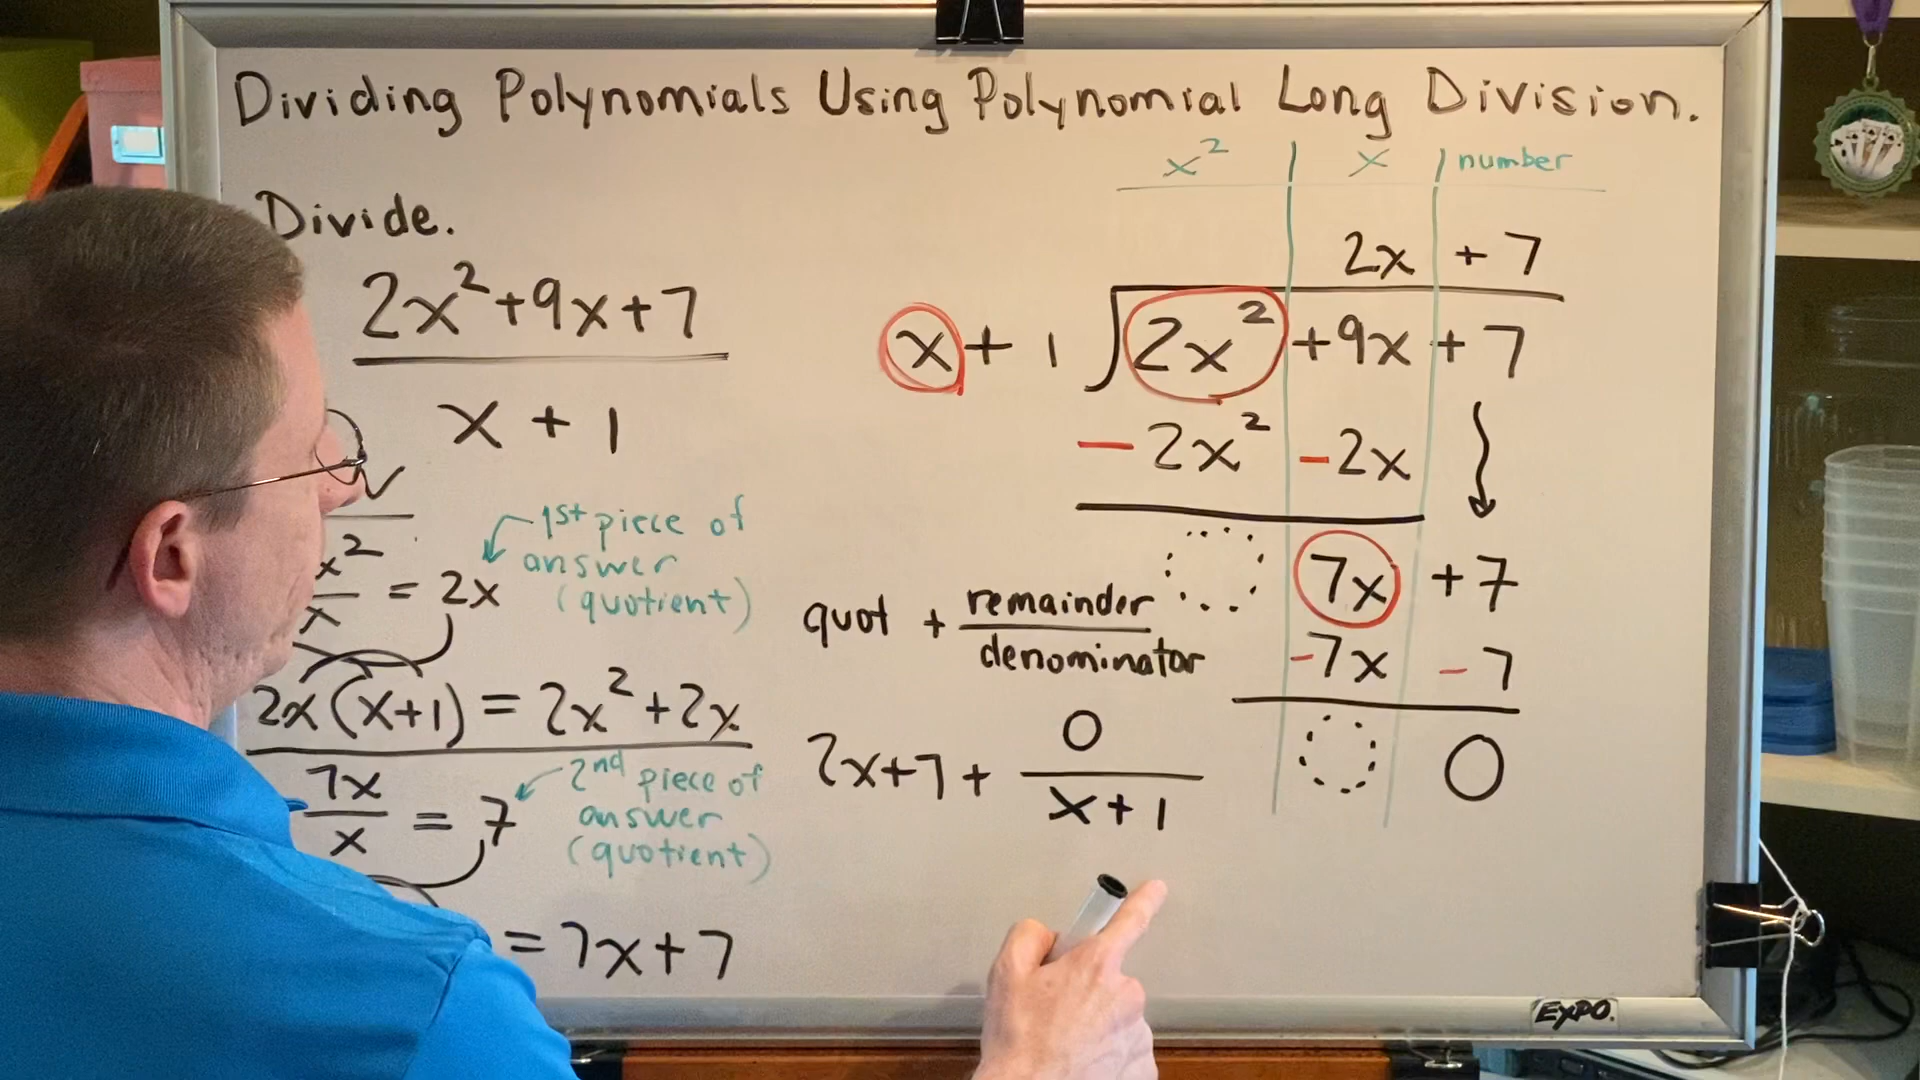 Dividing Polynomials Using Polynomial Long Division.
Divide.
2x²+9x+7
x + 1
x²
x
= 2x
1st piece of
answer
(quotient)
2x(x+1) = 2x²+2x
7x
x
= 7
2nd piece of
answer
(quotient)
= 7x+7
x² | x | number
2x + 7
x + 1 2x² +9x + 7
- 2x² - 2x
7x + 7
- 7x - 7
0
quot + remainder
denominator
2x+7 + 0
x+1
EXPO.